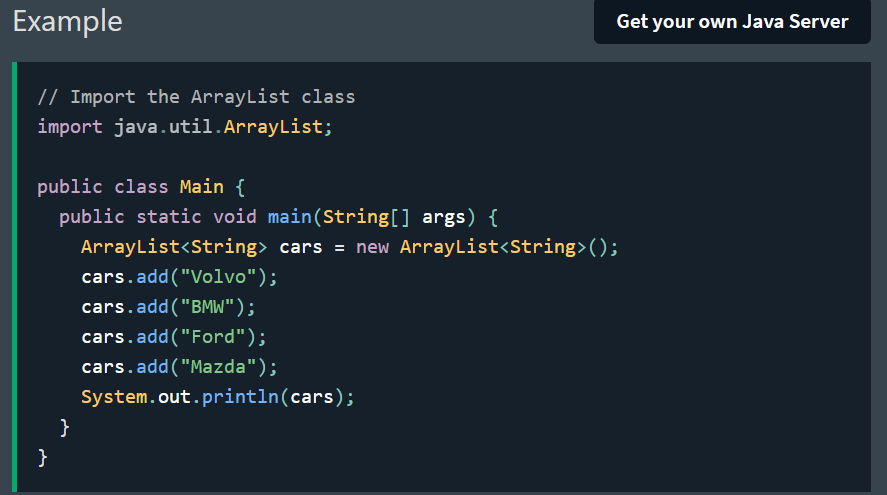 Example
Get your own Java Server
// Import the ArrayList class
import java.util.ArrayList;
public class Main {
  public static void main(String[] args) {
    ArrayList<String> cars = new ArrayList<String>();
    cars.add("Volvo");
    cars.add("BMW");
    cars.add("Ford");
    cars.add("Mazda");
    System.out.println(cars);
  }
}